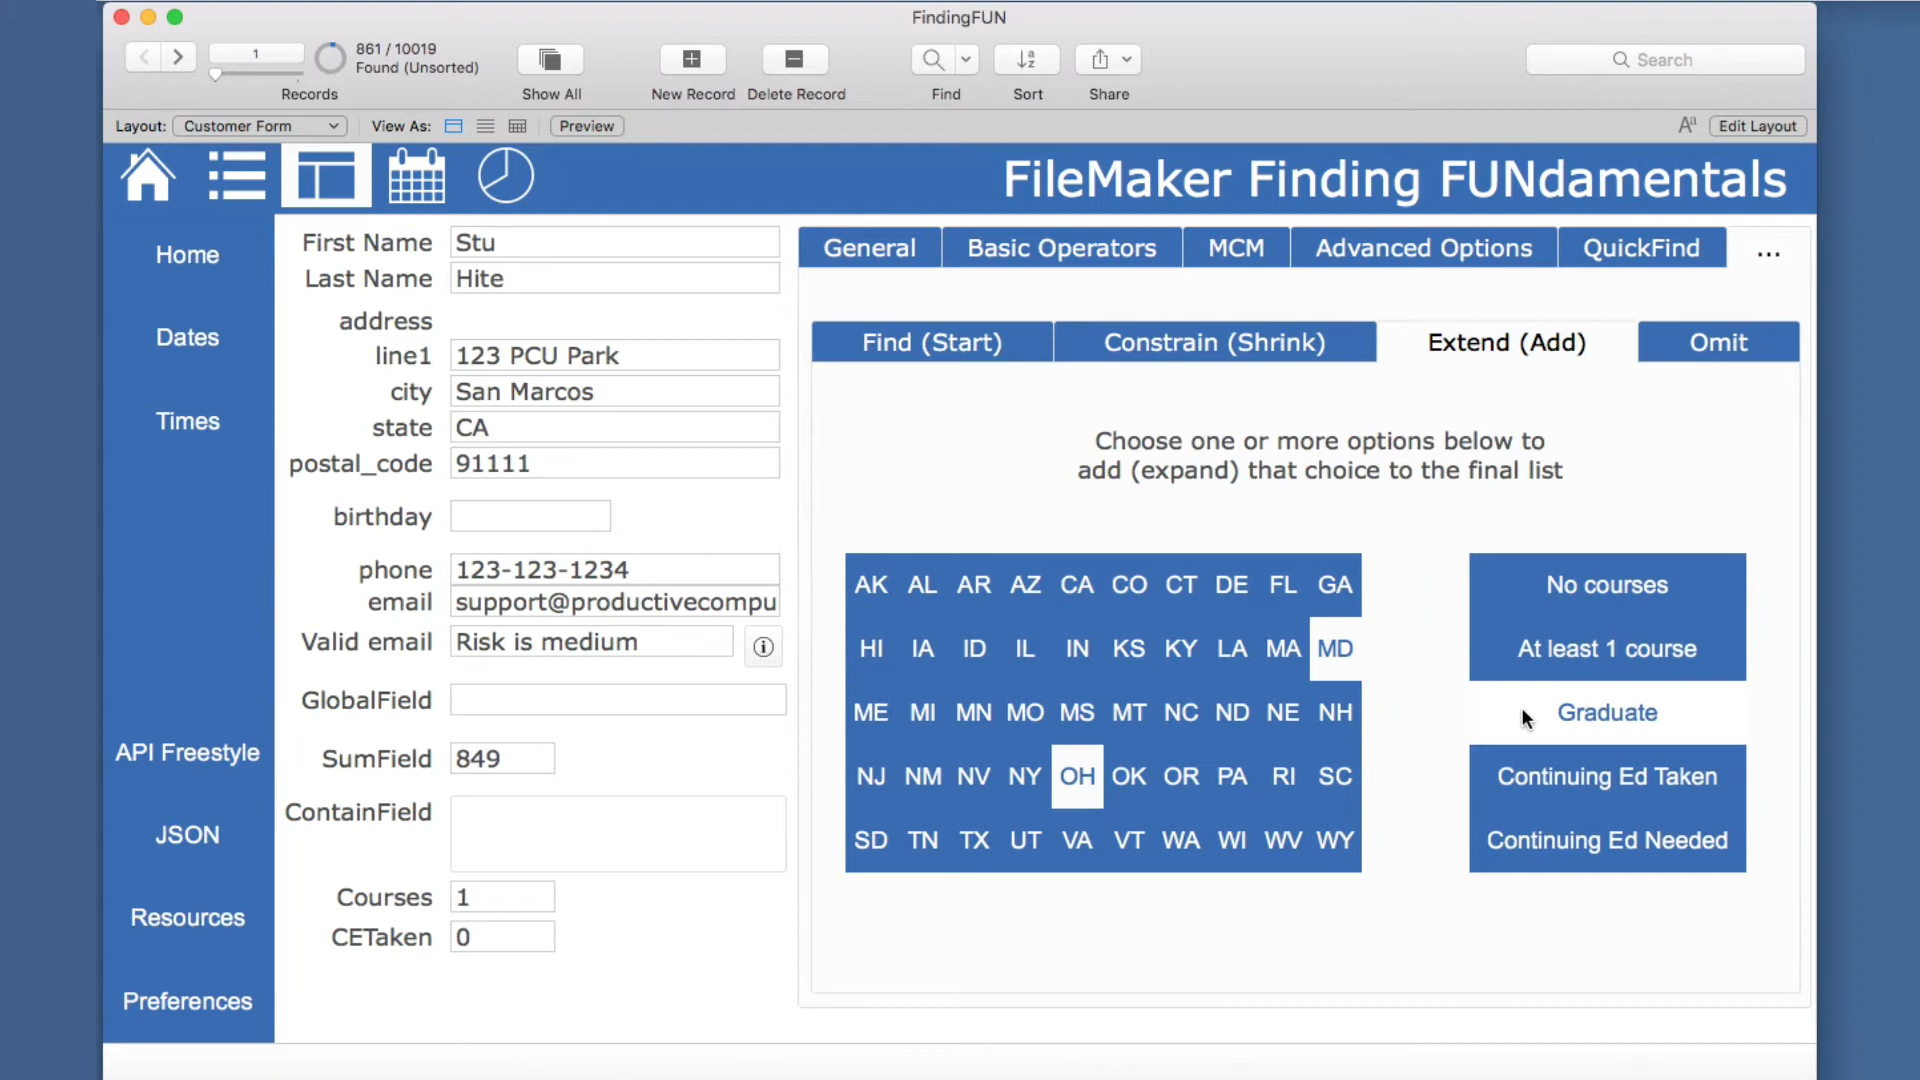 FindingFUN
1
861 / 10019
Found (Unsorted)
Records
Show All
New Record
Delete Record
Find
Sort
Share
Search
Layout:
Customer Form
View As:
Preview
Aa
Edit Layout
FileMaker Finding FUNdamentals
Home
Dates
Times
API Freestyle
JSON
Resources
Preferences
First Name Stu
Last Name Hite
address
line1 123 PCU Park
city San Marcos
state CA
postal_code 91111
birthday
phone 123-123-1234
email support@productivecompu
Valid email Risk is medium
GlobalField
SumField 849
ContainField
Courses 1
CETaken 0
General
Basic Operators
MCM
Advanced Options
QuickFind
...
Find (Start)
Constrain (Shrink)
Extend (Add)
Omit
Choose one or more options below to
add (expand) that choice to the final list
AK AL AR AZ CA CO CT DE FL GA
HI IA ID IL IN KS KY LA MA MD
ME MI MN MO MS MT NC ND NE NH
NJ NM NV NY OH OK OR PA RI SC
SD TN TX UT VA VT WA WI WV WY
No courses
At least 1 course
Graduate
Continuing Ed Taken
Continuing Ed Needed